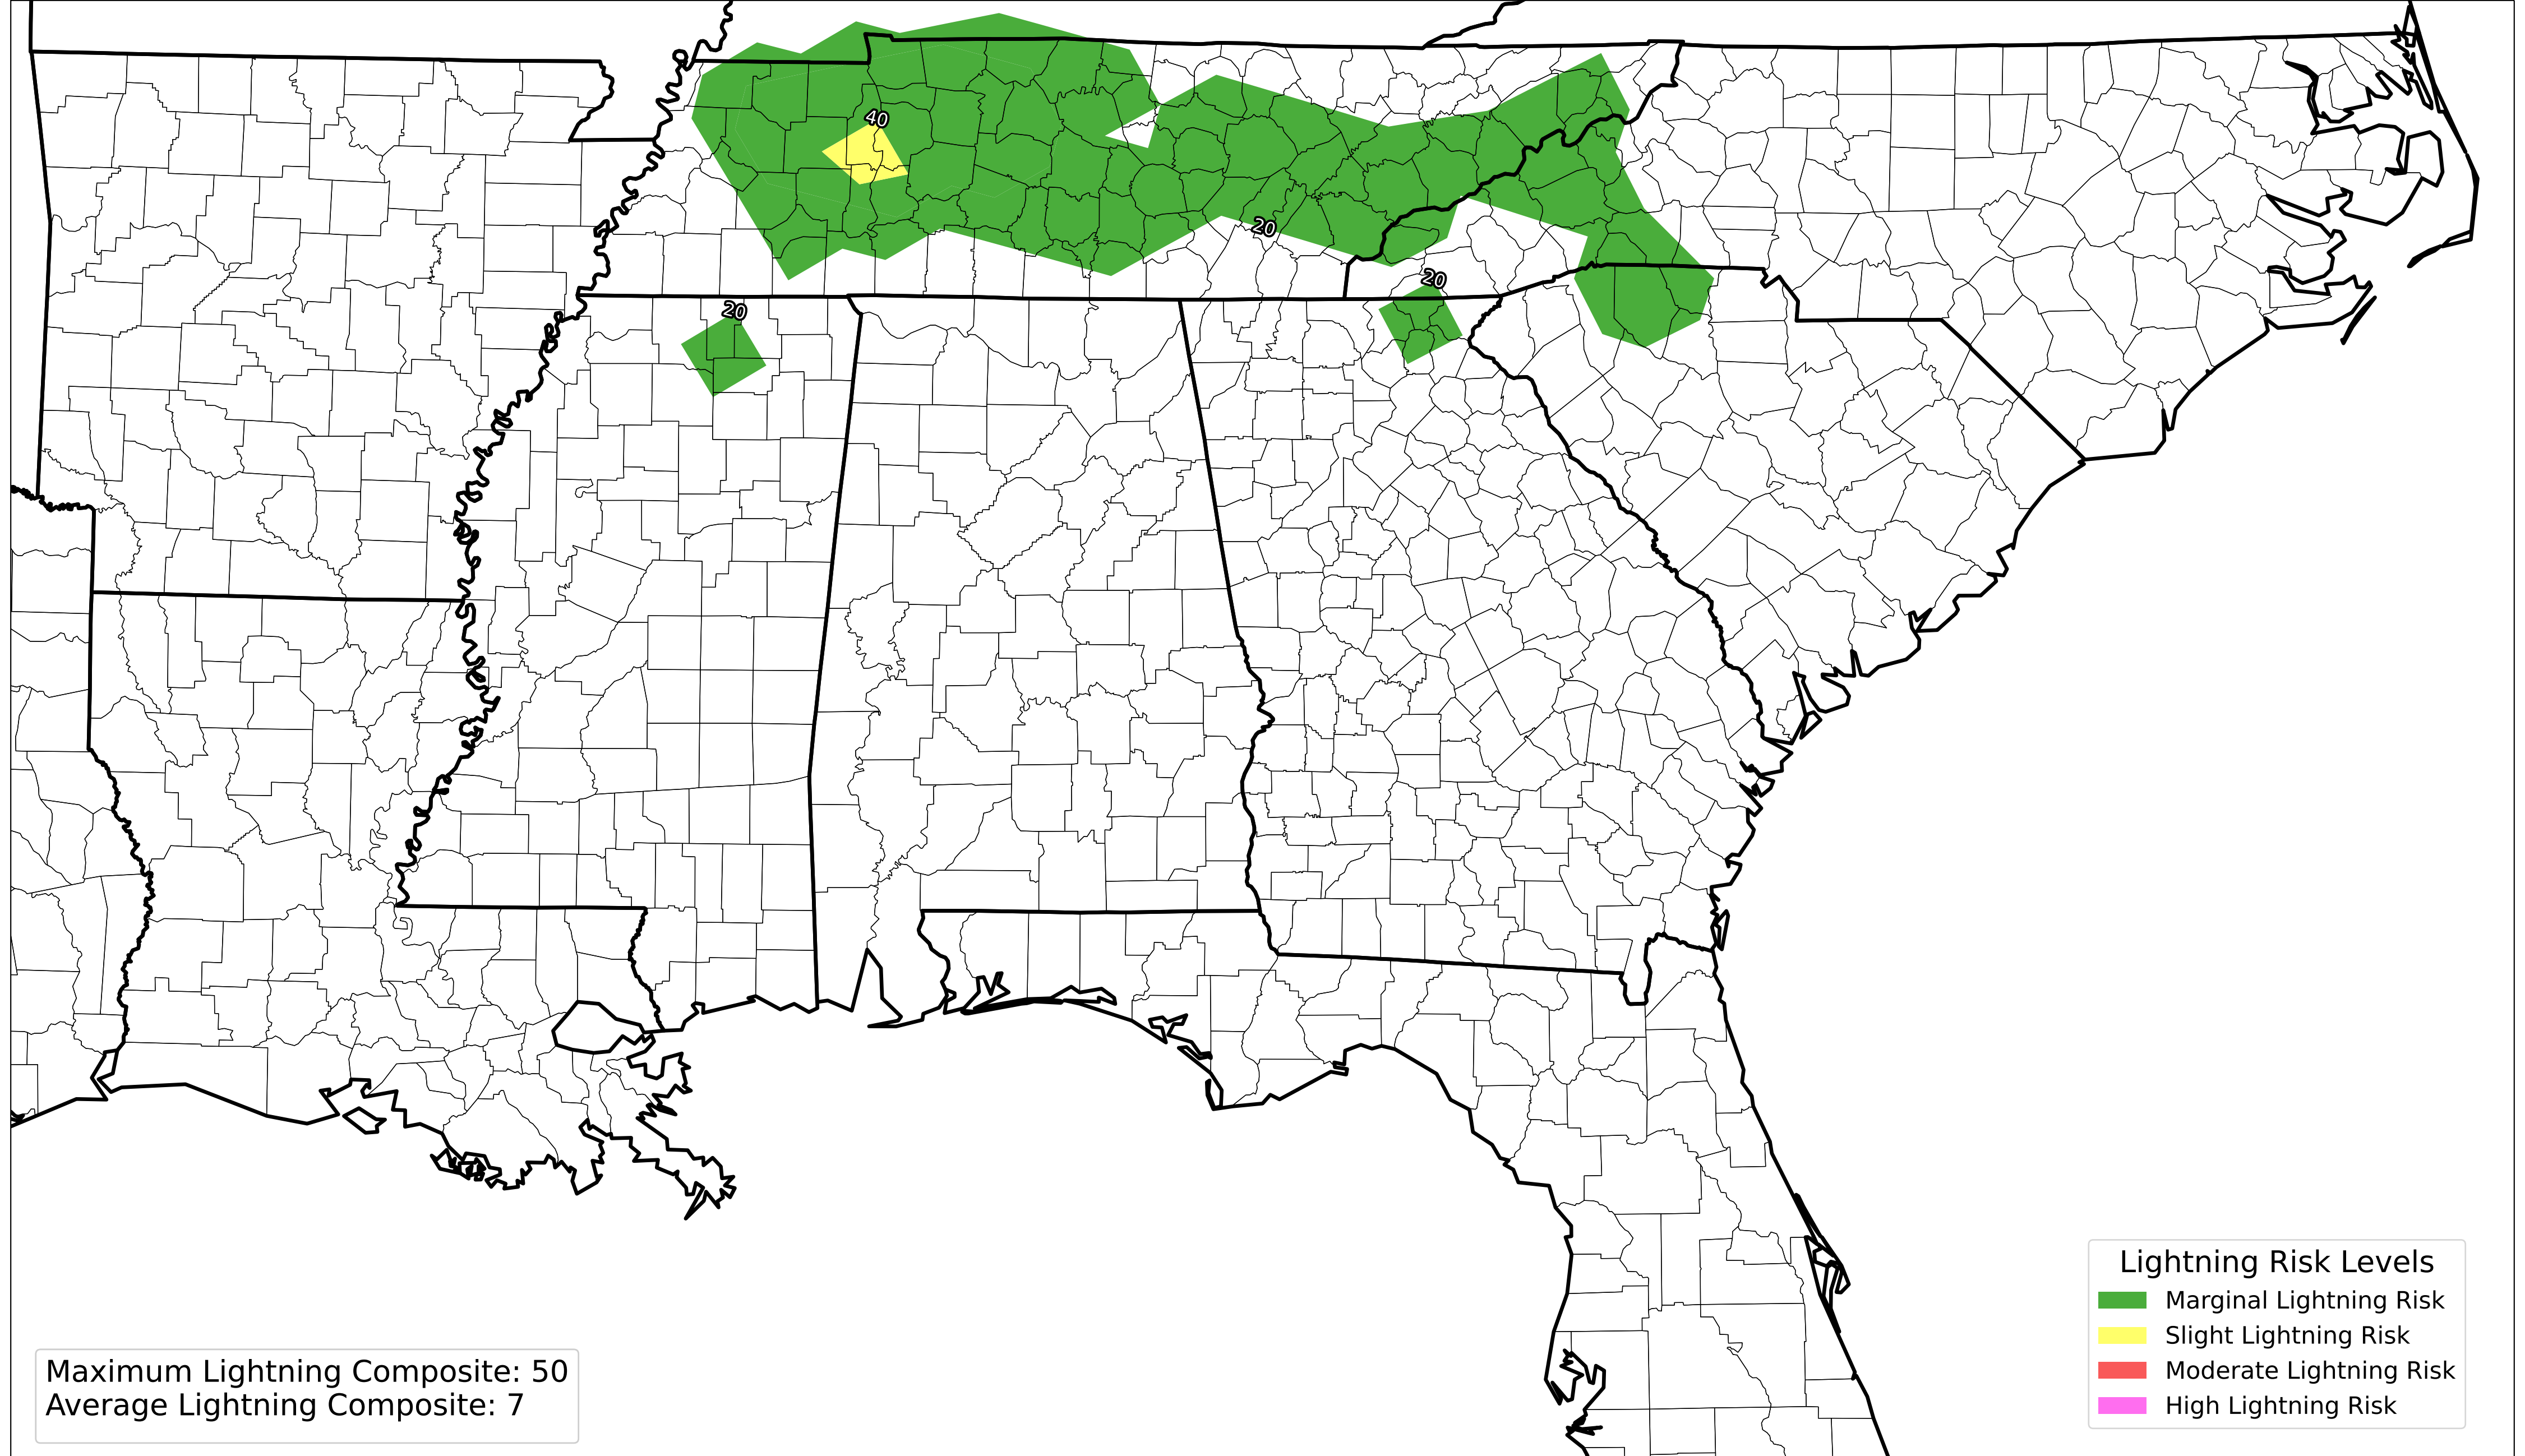 40
20
20
20
Lightning Risk Levels
Marginal Lightning Risk
Slight Lightning Risk
Moderate Lightning Risk
High Lightning Risk
Maximum Lightning Composite: 50
Average Lightning Composite: 7